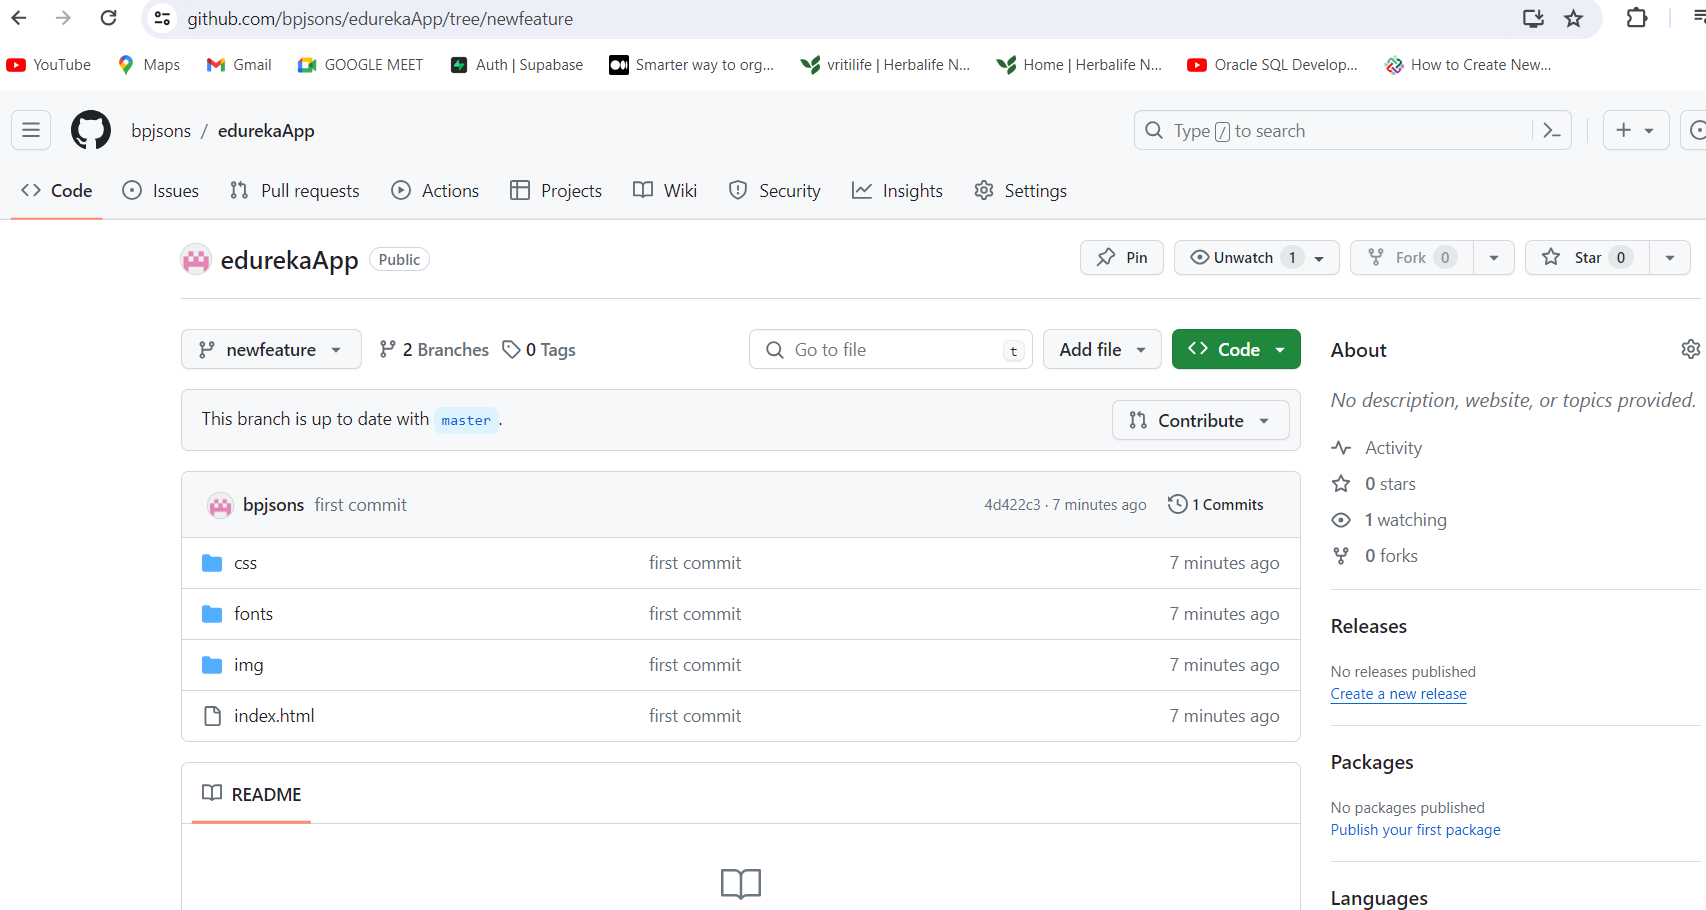 github.com/bpjsons/edurekaApp/tree/newfeature
YouTube Maps Gmail GOOGLE MEET Auth | Supabase Smarter way to org... vritilife | Herbalife N... Home | Herbalife N... Oracle SQL Develop... How to Create New...
bpjsons / edurekaApp Type / to search
Code Issues Pull requests Actions Projects Wiki Security Insights Settings
edurekaApp Public Pin Unwatch 1 Fork 0 Star 0
newfeature 2 Branches 0 Tags Go to file t Add file Code
About
This branch is up to date with master . Contribute
No description, website, or topics provided.
Activity
0 stars
1 watching
0 forks
bpjsons first commit 4d422c3 · 7 minutes ago 1 Commits
css first commit 7 minutes ago
fonts first commit 7 minutes ago
img first commit 7 minutes ago
index.html first commit 7 minutes ago
README
Releases
No releases published
Create a new release
Packages
No packages published
Publish your first package
Languages